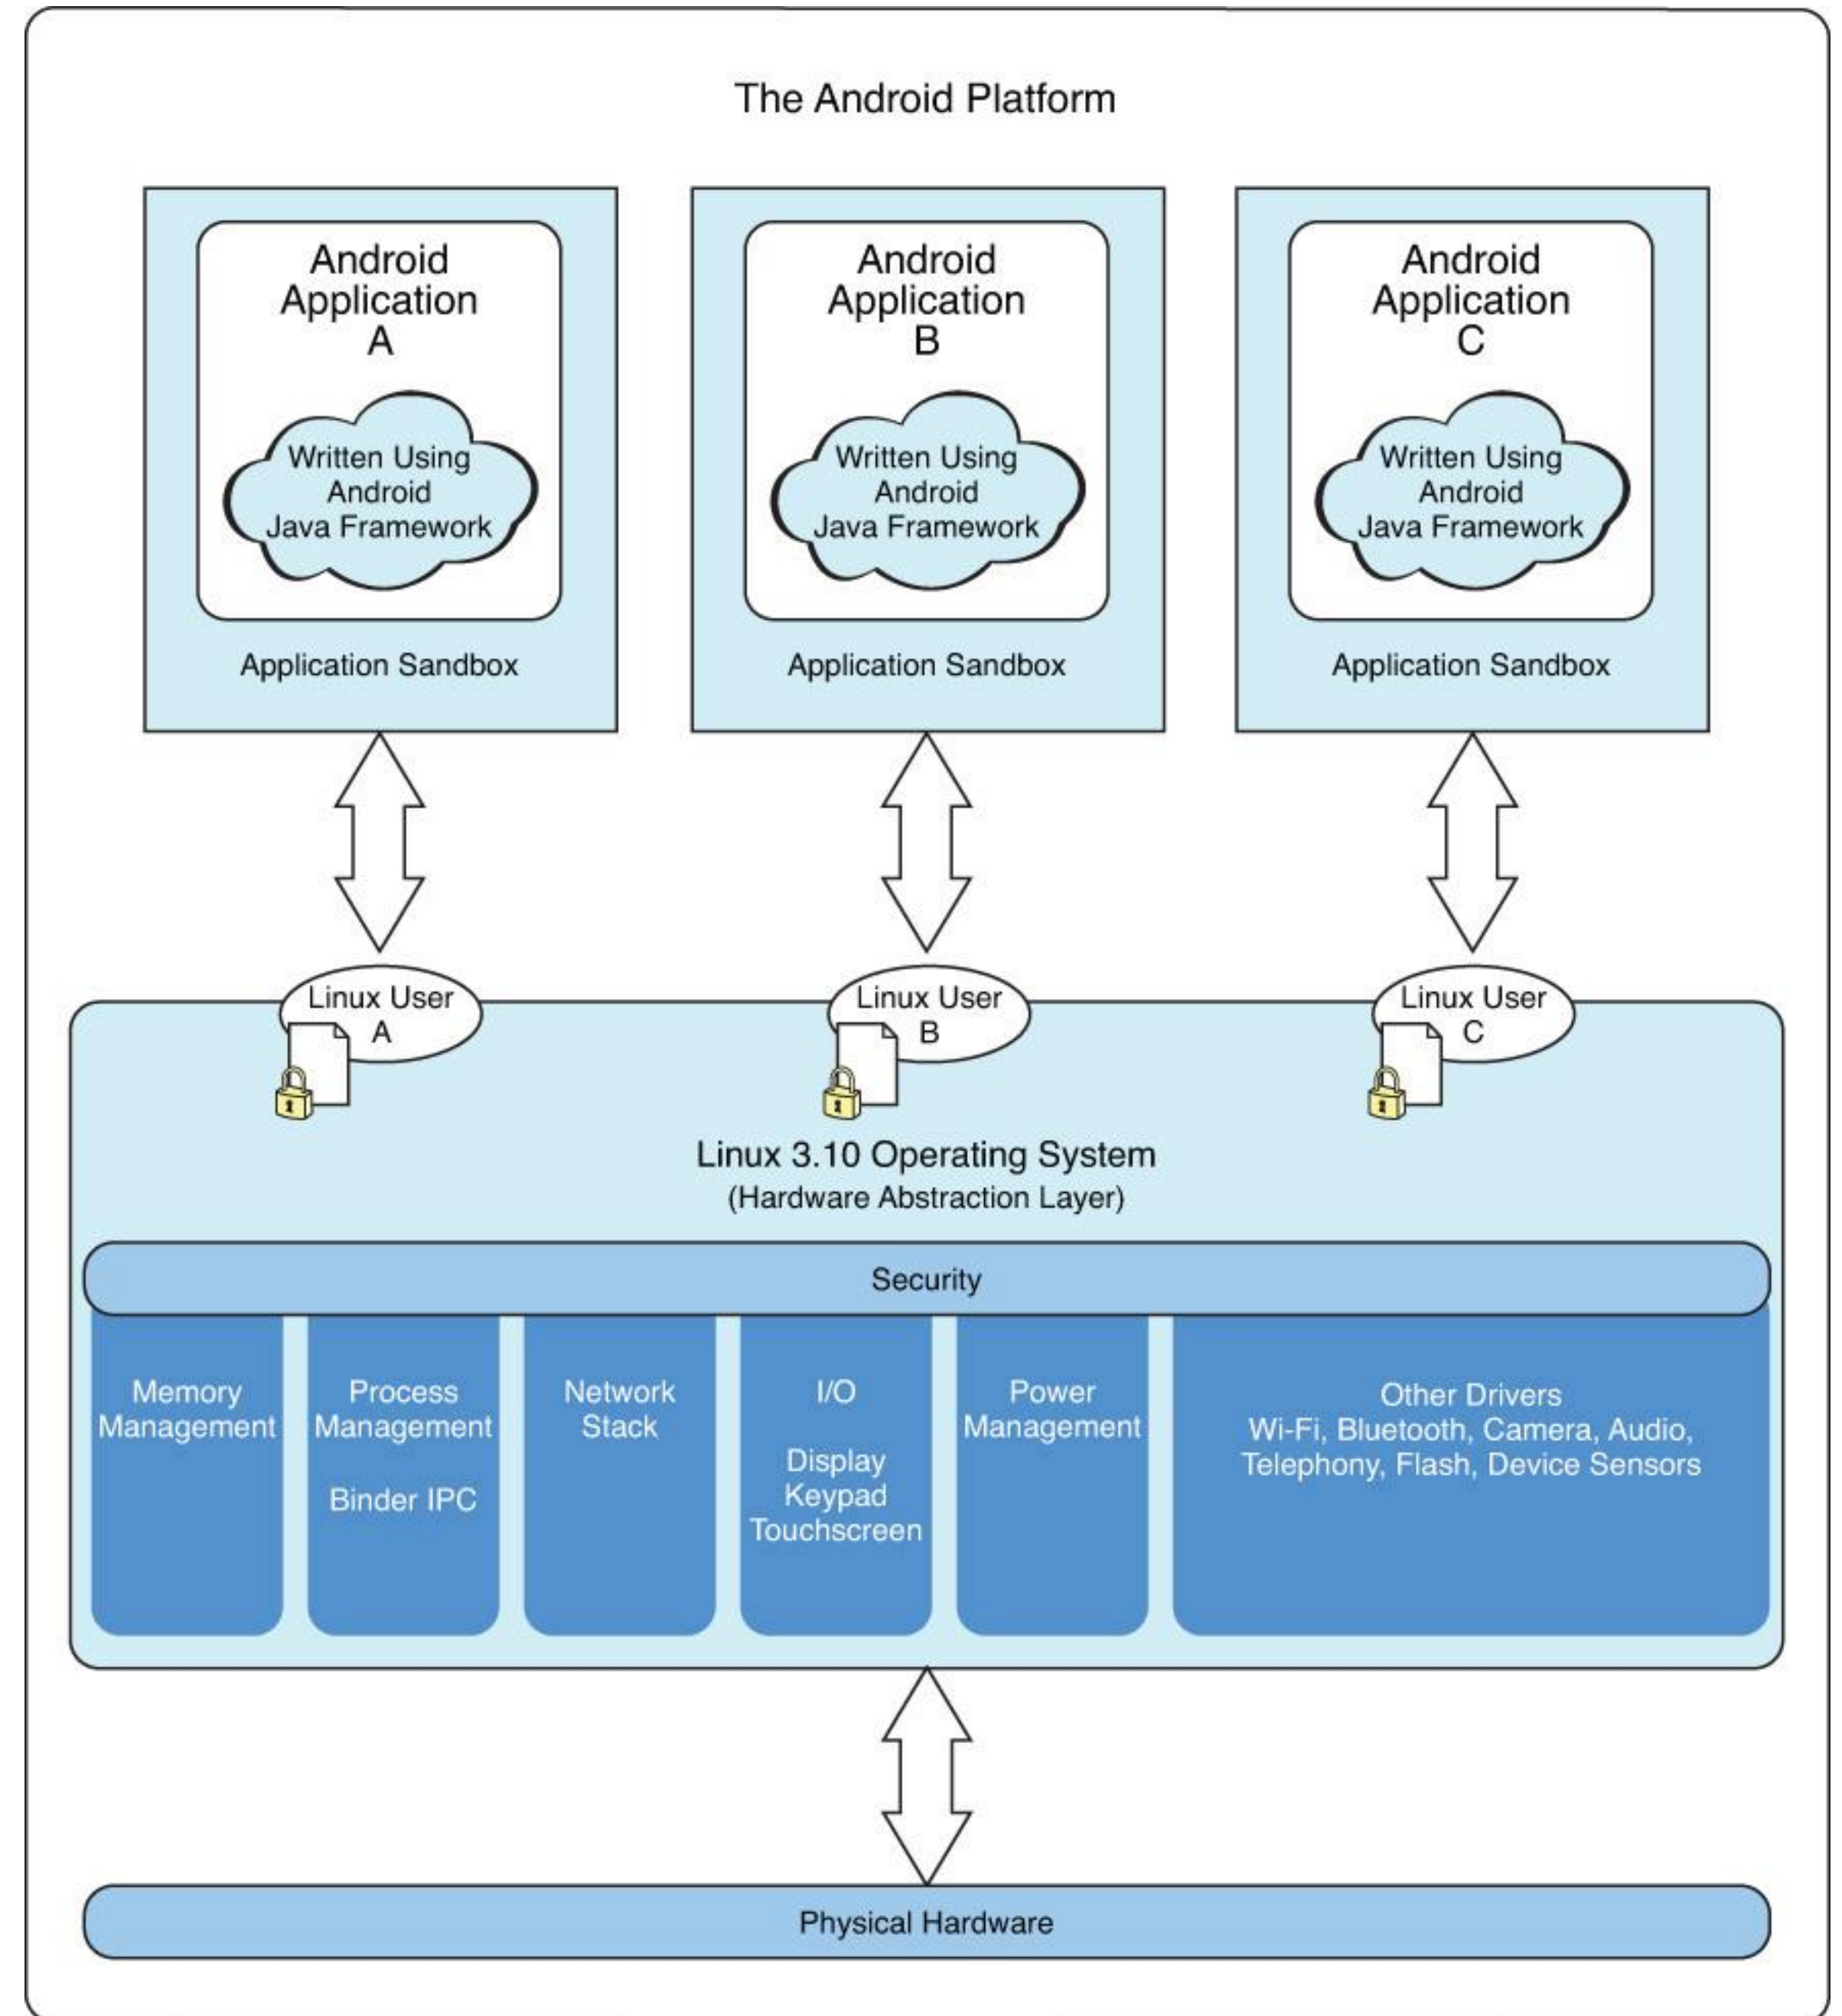 The Android Platform
Android
Application
A
Written Using
Android
Java Framework
Application Sandbox
Android
Application
B
Written Using
Android
Java Framework
Application Sandbox
Android
Application
C
Written Using
Android
Java Framework
Application Sandbox
Linux User
A
Linux User
B
Linux User
C
Linux 3.10 Operating System
(Hardware Abstraction Layer)
Security
Memory
Management
Process
Management
Binder IPC
Network
Stack
I/O
Display
Keypad
Touchscreen
Power
Management
Other Drivers
Wi-Fi, Bluetooth, Camera, Audio,
Telephony, Flash, Device Sensors
Physical Hardware